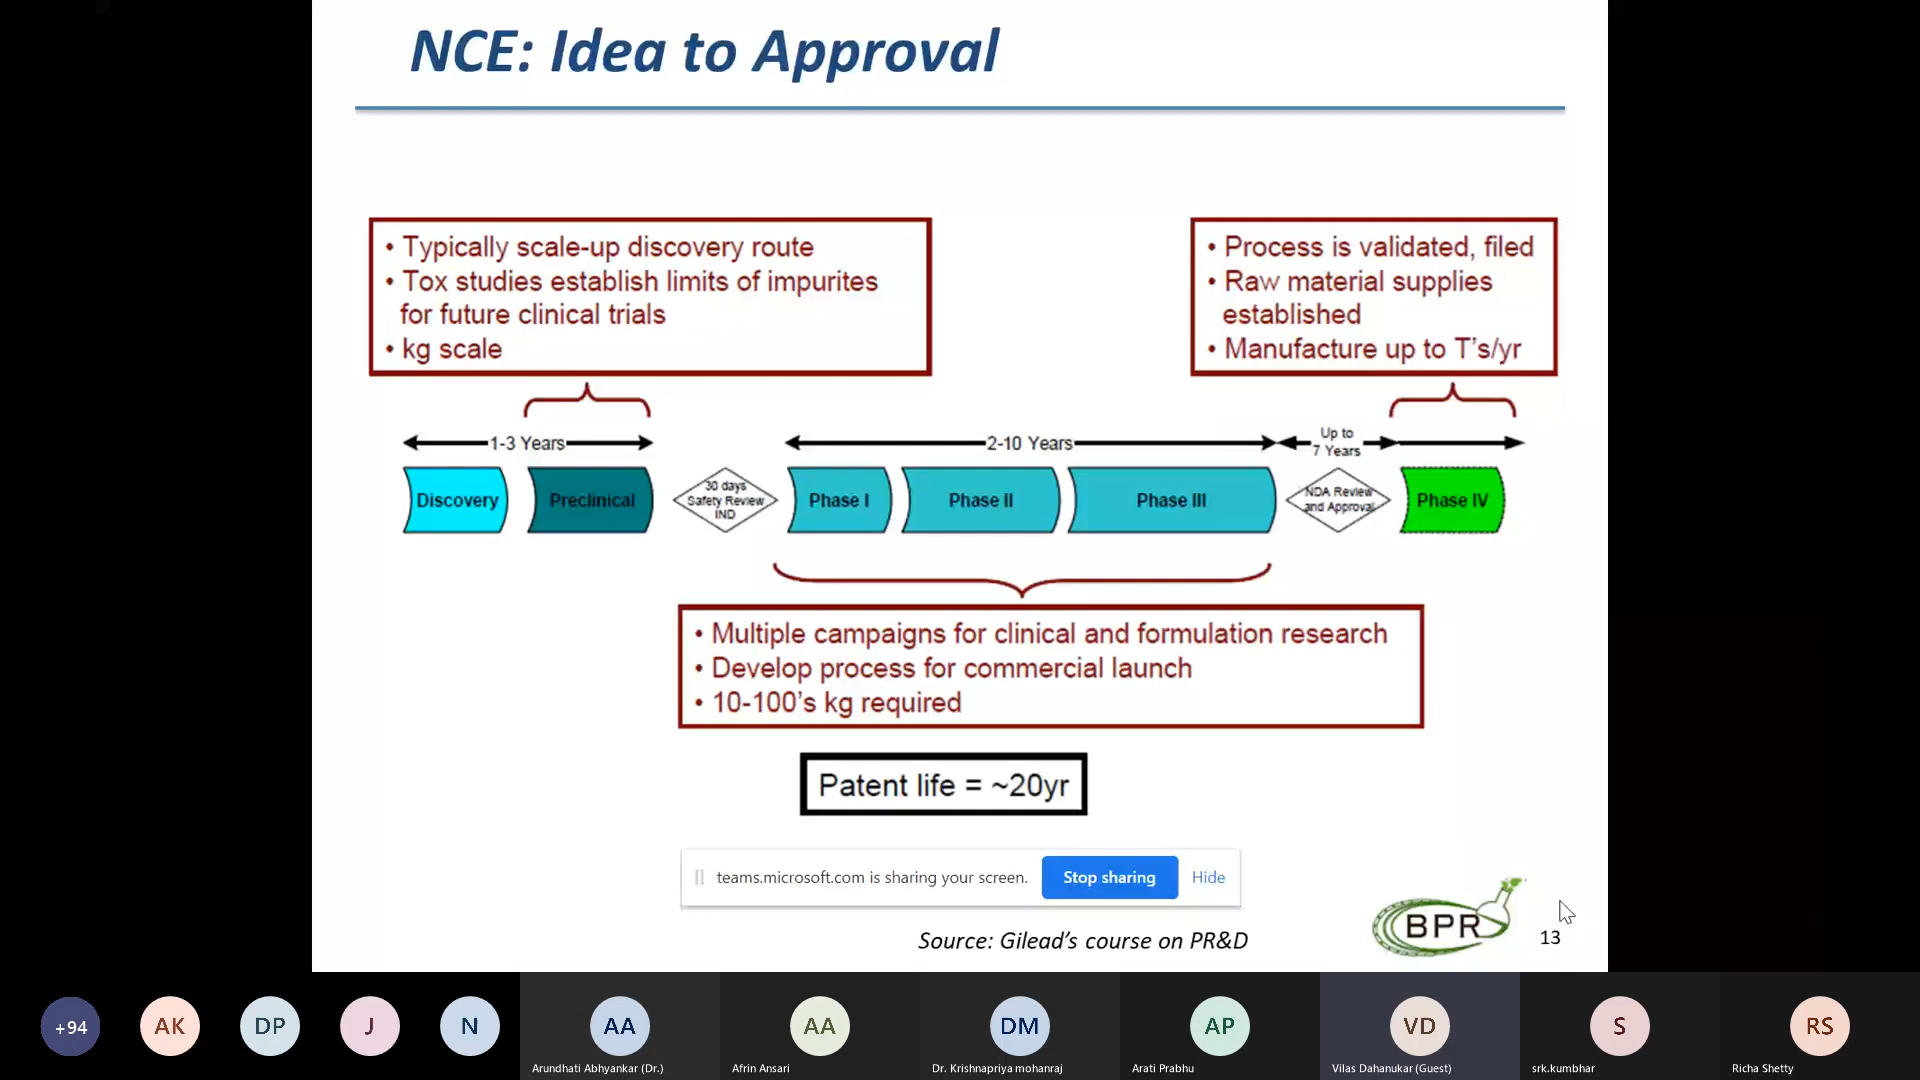 NCE: Idea to Approval
• Typically scale-up discovery route
• Tox studies establish limits of impurites
for future clinical trials
• kg scale
• Process is validated, filed
• Raw material supplies
established
• Manufacture up to T's/yr
1-3 Years
2-10 Years
Up to
7 Years
Discovery
Preclinical
30 days
Safety Review
IND
Phase I
Phase II
Phase III
NDA Review
and Approval
Phase IV
• Multiple campaigns for clinical and formulation research
• Develop process for commercial launch
• 10-100's kg required
Patent life = ~20yr
teams.microsoft.com is sharing your screen.
Stop sharing
Hide
BPR
Source: Gilead's course on PR&D
13
+94
AK
DP
J
N
AA
AA
DM
AP
VD
S
RS
Arundhati Abhyankar (Dr.)
Afrin Ansari
Dr. Krishnapriya mohanraj
Arati Prabhu
Vilas Dahanukar (Guest)
srk.kumbhar
Richa Shetty